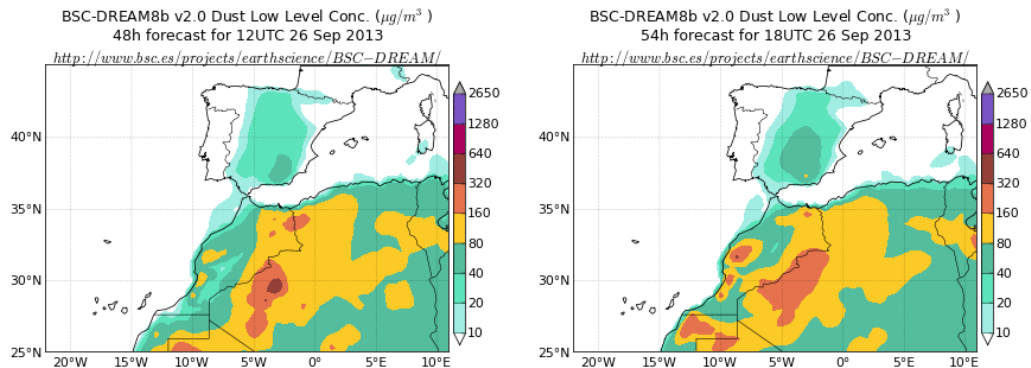 BSC-DREAM8b v2.0 Dust Low Level Conc. (μg/m³ )
48h forecast for 12UTC 26 Sep 2013
http://www.bsc.es/projects/earthscience/BSC−DREAM/
2650
1280
640
320
160
80
40
20
10
40°N
35°N
30°N
25°N
20°W 15°W 10°W 5°W 0° 5°E 10°E
BSC-DREAM8b v2.0 Dust Low Level Conc. (μg/m³ )
54h forecast for 18UTC 26 Sep 2013
http://www.bsc.es/projects/earthscience/BSC−DREAM/
2650
1280
640
320
160
80
40
20
10
40°N
35°N
30°N
25°N
20°W 15°W 10°W 5°W 0° 5°E 10°E